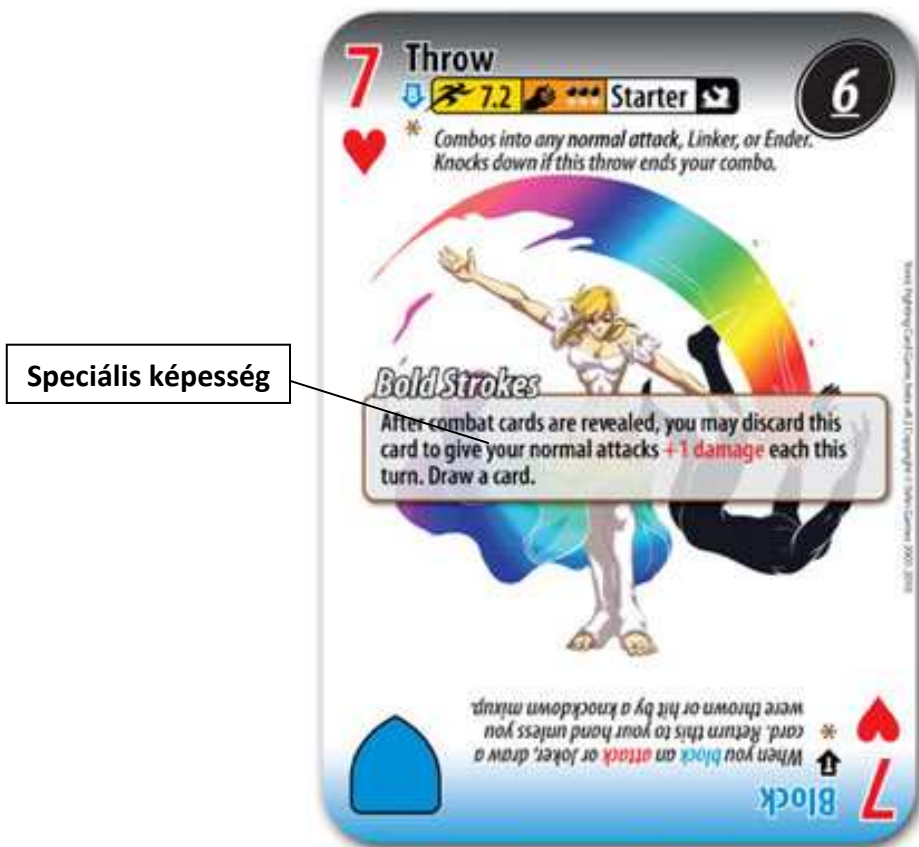 7
Throw
7.2 Starter
6
Combos into any normal attack, Linker, or Ender.
Knocks down if this throw ends your combo.
Speciális képesség
Bold Strokes
After combat cards are revealed, you may discard this
card to give your normal attacks +1 damage each this
turn. Draw a card.
7
Block
When you block an attack or Joker, draw a
card. Return this to your hand unless you
were thrown or hit by a knockdown mixup.